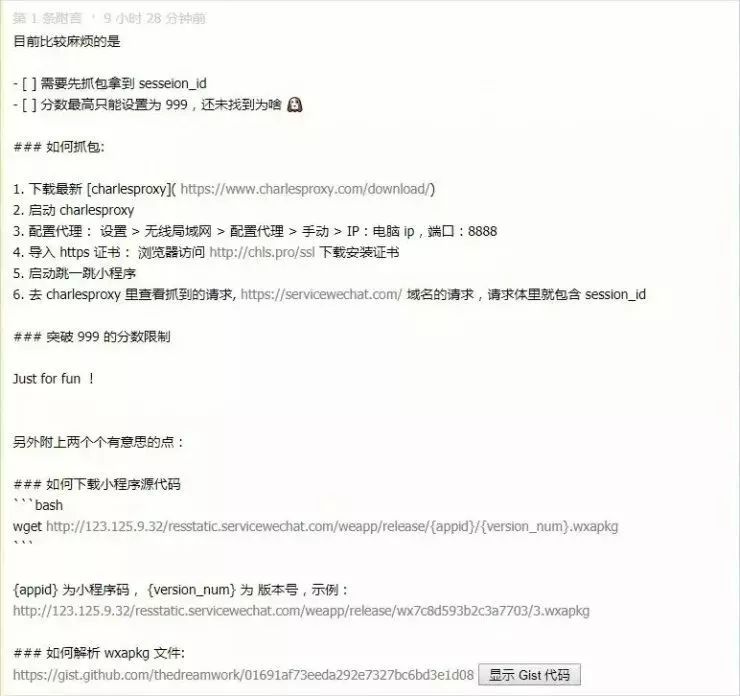 第 1 条附言 · 9 小时 28 分钟前
目前比较麻烦的是
- [ ] 需要先抓包拿到 sesseion_id
- [ ] 分数最高只能设置为 999，还未找到为啥
### 如何抓包:
1. 下载最新 [charlesproxy]( https://www.charlesproxy.com/download/)
2. 启动 charlesproxy
3. 配置代理： 设置 > 无线局域网 > 配置代理 > 手动 > IP：电脑 ip，端口：8888
4. 导入 https 证书： 浏览器访问 http://chls.pro/ssl 下载安装证书
5. 启动跳一跳小程序
6. 去 charlesproxy 里查看抓到的请求, https://servicewechat.com/ 域名的请求，请求体里就包含 session_id
### 突破 999 的分数限制
Just for fun ！
另外附上两个个有意思的点：
### 如何下载小程序源代码
```bash
wget http://123.125.9.32/resstatic.servicewechat.com/weapp/release/{appid}/{version_num}.wxapkg
```
{appid} 为小程序码， {version_num} 为 版本号，示例：
http://123.125.9.32/resstatic.servicewechat.com/weapp/release/wx7c8d593b2c3a7703/3.wxapkg
### 如何解析 wxapkg 文件:
https://gist.github.com/thedreamwork/01691af73eeda292e7327bc6bd3e1d08 显示 Gist 代码